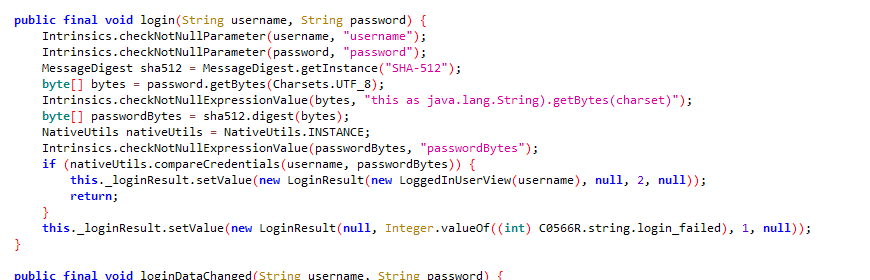 public final void login(String username, String password) {
Intrinsics.checkNotNullParameter(username, "username");
Intrinsics.checkNotNullParameter(password, "password");
MessageDigest sha512 = MessageDigest.getInstance("SHA-512");
byte[] bytes = password.getBytes(Charsets.UTF_8);
Intrinsics.checkNotNullExpressionValue(bytes, "this as java.lang.String).getBytes(charset)");
byte[] passwordBytes = sha512.digest(bytes);
NativeUtils nativeUtils = NativeUtils.INSTANCE;
Intrinsics.checkNotNullExpressionValue(passwordBytes, "passwordBytes");
if (nativeUtils.compareCredentials(username, passwordBytes)) {
this._loginResult.setValue(new LoginResult(new LoggedInUserView(username), null, 2, null));
return;
}
this._loginResult.setValue(new LoginResult(null, Integer.valueOf((int) C0566R.string.login_failed), 1, null));
}
public final void loginDataChanged(String username, String password) {